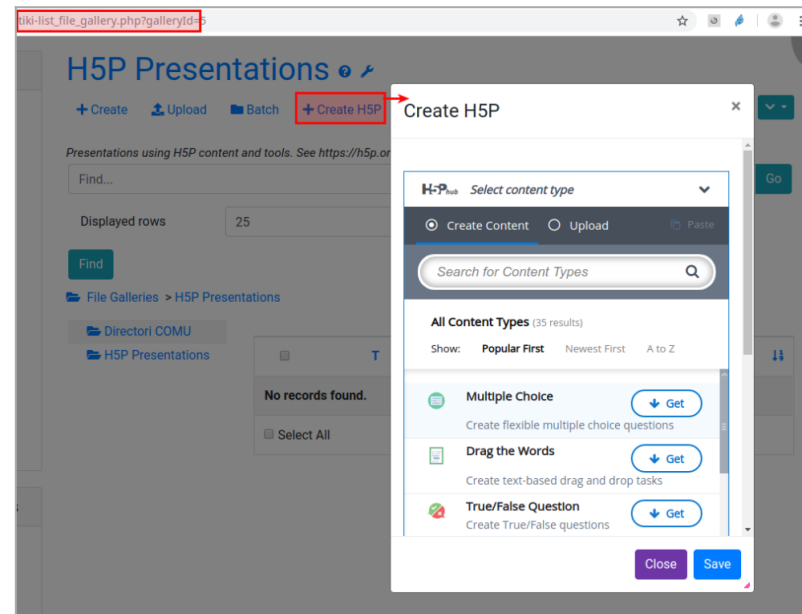 tiki-list_file_gallery.php?galleryId=5
H5P Presentations
Create Upload Batch Create H5P
Presentations using H5P content and tools. See https://h5p.or
Find...
Go
Displayed rows 25
Find
File Galleries > H5P Presentations
Directori COMU
H5P Presentations
T
No records found.
Select All
Create H5P ×
H5Phub Select content type
Create Content Upload Paste
Search for Content Types
All Content Types (35 results)
Show: Popular First Newest First A to Z
Multiple Choice
Get
Create flexible multiple choice questions
Drag the Words
Get
Create text-based drag and drop tasks
True/False Question
Get
Create True/False questions
Close Save